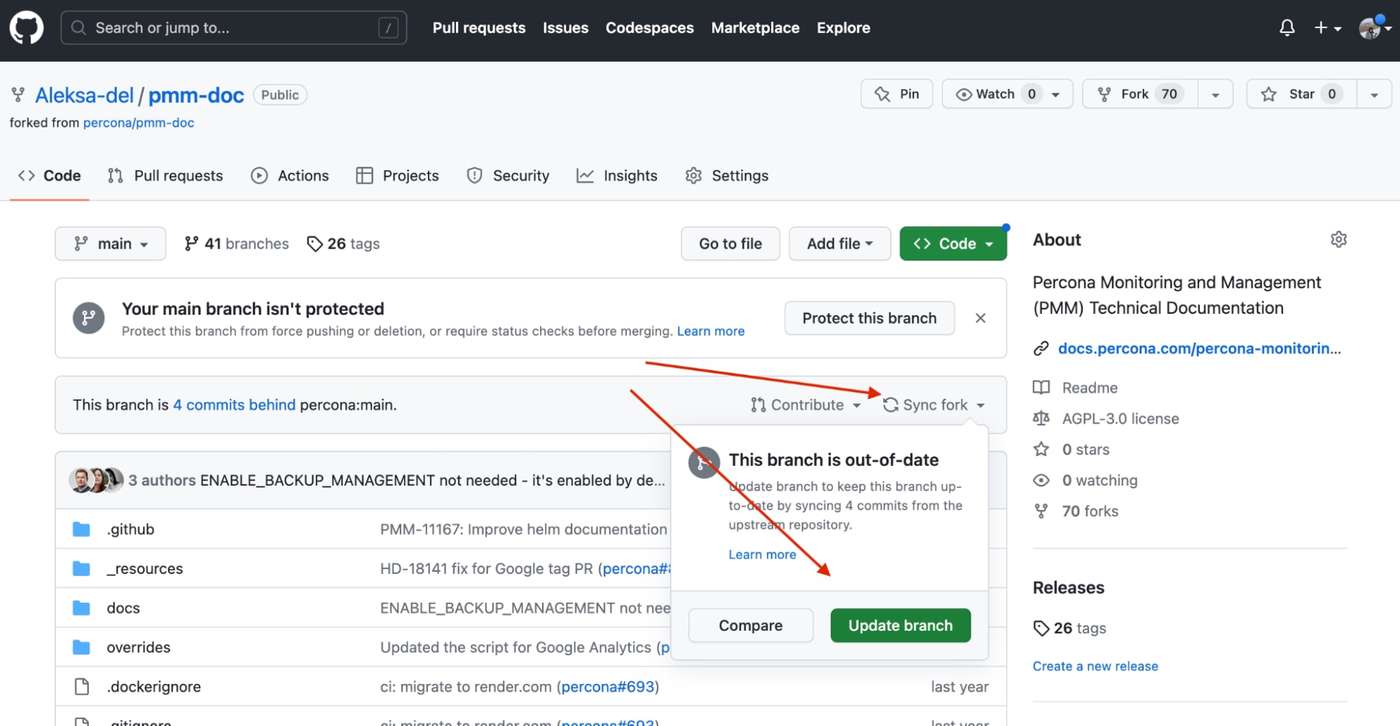 Search or jump to... /
Pull requests Issues Codespaces Marketplace Explore
Aleksa-del / pmm-doc Public
Pin Watch 0 Fork 70 Star 0
forked from percona/pmm-doc
Code Pull requests Actions Projects Security Insights Settings
main 41 branches 26 tags Go to file Add file Code
Your main branch isn't protected
Protect this branch from force pushing or deletion, or require status checks before merging. Learn more
Protect this branch
This branch is 4 commits behind percona:main.
Contribute Sync fork
This branch is out-of-date
Update branch to keep this branch up-
to-date by syncing 4 commits from the
upstream repository.
Learn more
Compare Update branch
3 authors ENABLE_BACKUP_MANAGEMENT not needed - it's enabled by de...
.github PMM-11167: Improve helm documentation
_resources HD-18141 fix for Google tag PR (percona#
docs ENABLE_BACKUP_MANAGEMENT not nee
overrides Updated the script for Google Analytics (p
.dockerignore ci: migrate to render.com (percona#693) last year
.gitignore ci: migrate to render.com (percona#693) last year
About
Percona Monitoring and Management
(PMM) Technical Documentation
docs.percona.com/percona-monitorin...
Readme
AGPL-3.0 license
0 stars
0 watching
70 forks
Releases
26 tags
Create a new release